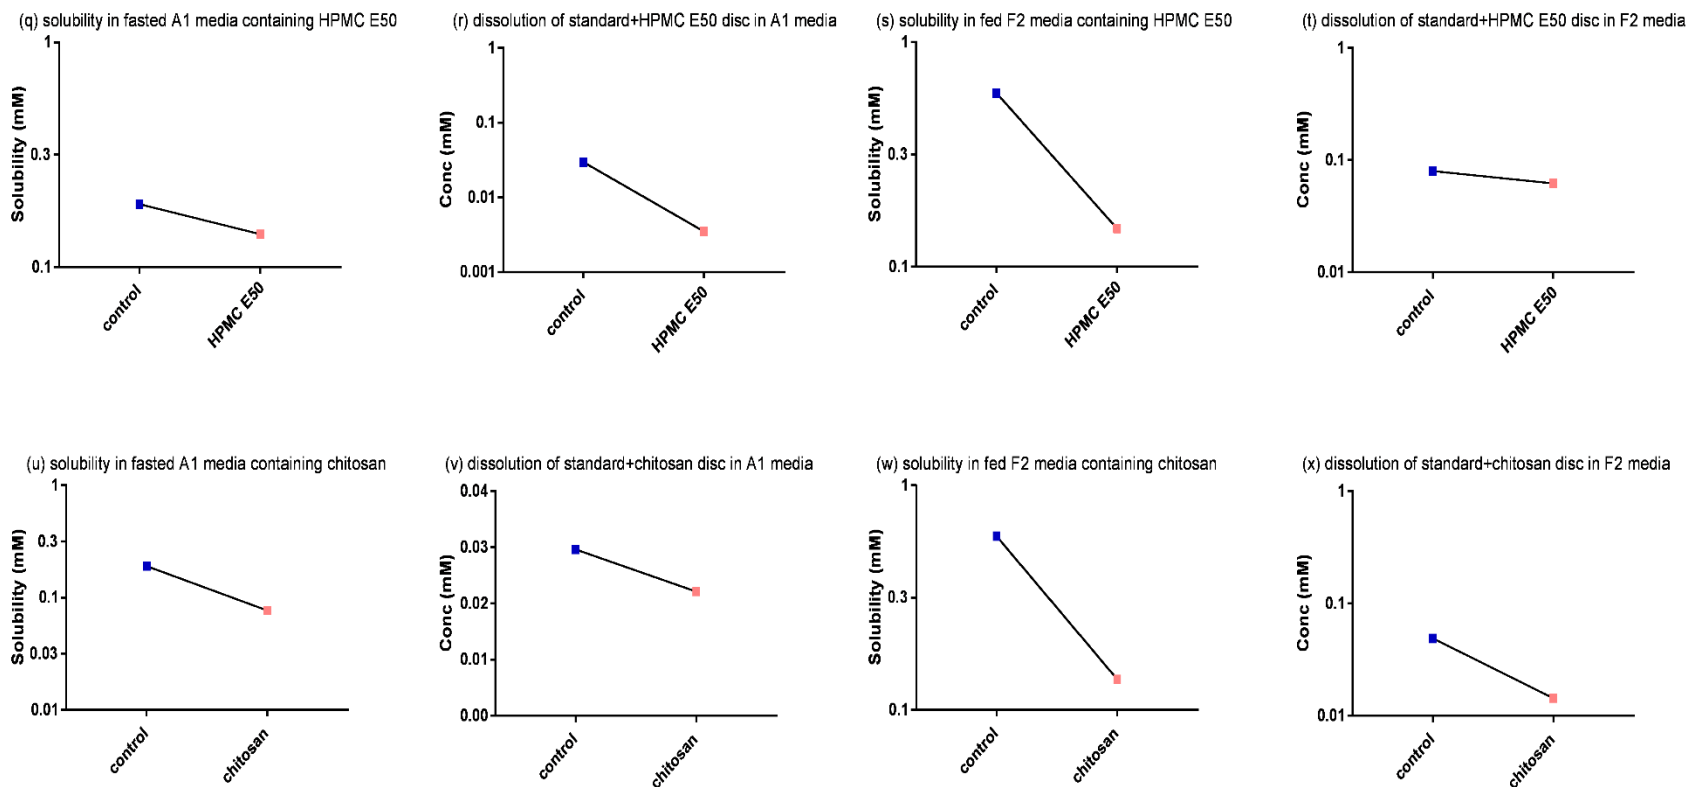 (q) solubility in fasted A1 media containing HPMC E50
1
0.3
0.1
Solubility (mM)
control
HPMC E50
(r) dissolution of standard+HPMC E50 disc in A1 media
1
0.1
0.01
0.001
Conc (mM)
control
HPMC E50
(s) solubility in fed F2 media containing HPMC E50
1
0.3
0.1
Solubility (mM)
control
HPMC E50
(t) dissolution of standard+HPMC E50 disc in F2 media
1
0.1
0.01
Conc (mM)
control
HPMC E50
(u) solubility in fasted A1 media containing chitosan
1
0.3
0.1
0.03
0.01
Solubility (mM)
control
chitosan
(v) dissolution of standard+chitosan disc in A1 media
0.04
0.03
0.02
0.01
0.00
Conc (mM)
control
chitosan
(w) solubility in fed F2 media containing chitosan
1
0.3
0.1
Solubility (mM)
control
chitosan
(x) dissolution of standard+chitosan disc in F2 media
1
0.1
0.01
Conc (mM)
control
chitosan